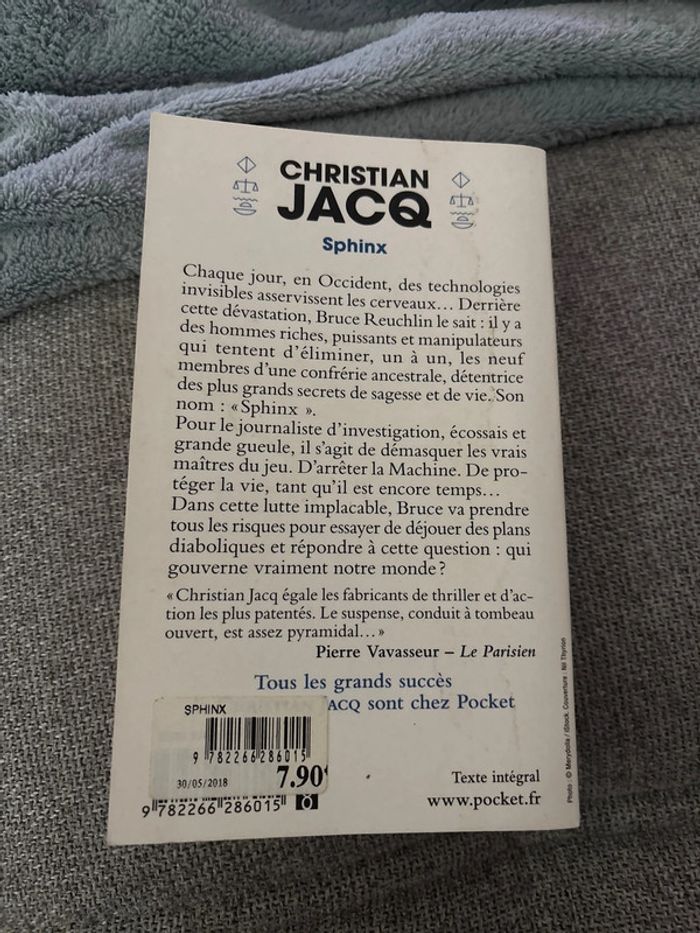 CHRISTIAN
JACQ
Sphinx
Chaque jour, en Occident, des technologies
invisibles asservissent les cerveaux... Derrière
cette dévastation, Bruce Reuchlin le sait : il y a
des hommes riches, puissants et manipulateurs
qui tentent d'éliminer, un à un, les neuf
membres d'une confrérie ancestrale, détentrice
des plus grands secrets de sagesse et de vie. Son
nom : « Sphinx ».
Pour le journaliste d'investigation, écossais et
grande gueule, il s'agit de démasquer les vrais
maîtres du jeu. D'arrêter la Machine. De pro-
téger la vie, tant qu'il est encore temps...
Dans cette lutte implacable, Bruce va prendre
tous les risques pour essayer de déjouer des plans
diaboliques et répondre à cette question : qui
gouverne vraiment notre monde ?
« Christian Jacq égale les fabricants de thriller et d'ac-
tion les plus patentés. Le suspense, conduit à tombeau
ouvert, est assez pyramidal... »
Pierre Vavasseur – Le Parisien
Tous les grands succès
JACQ sont chez Pocket
SPHINX
9 782266 286015
30/05/2018 7.90€
9 782266 286015
Texte intégral
www.pocket.fr
Photo : © Merydolla / iStock. Couverture : Nil Thyrion